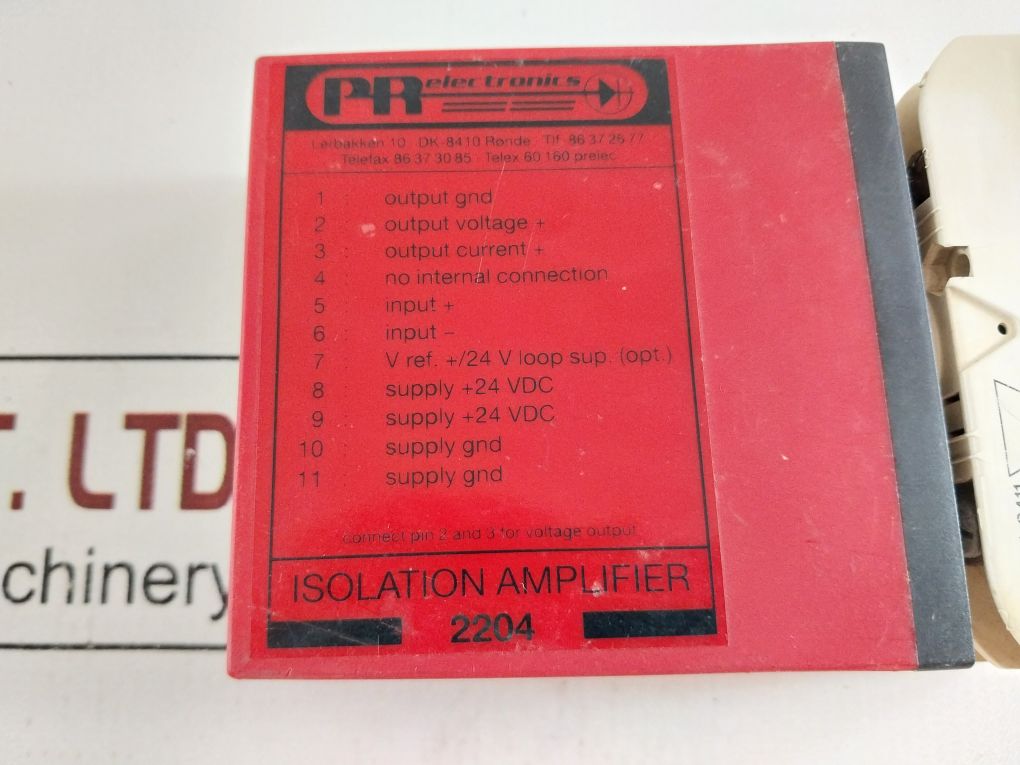 PR electronics
Lerbakken 10 DK-8410 Rønde Tlf. 86 37 26 77
Telefax 86 37 30 85 Telex 60 160 prelec
1 : output gnd
2 : output voltage +
3 : output current +
4 : no internal connection
5 : input +
6 : input –
7 : V ref. +/24 V loop sup. (opt.)
8 : supply +24 VDC
9 : supply +24 VDC
10 : supply gnd
11 : supply gnd
connect pin 2 and 3 for voltage output
ISOLATION AMPLIFIER
2204
T. LTD
chinery